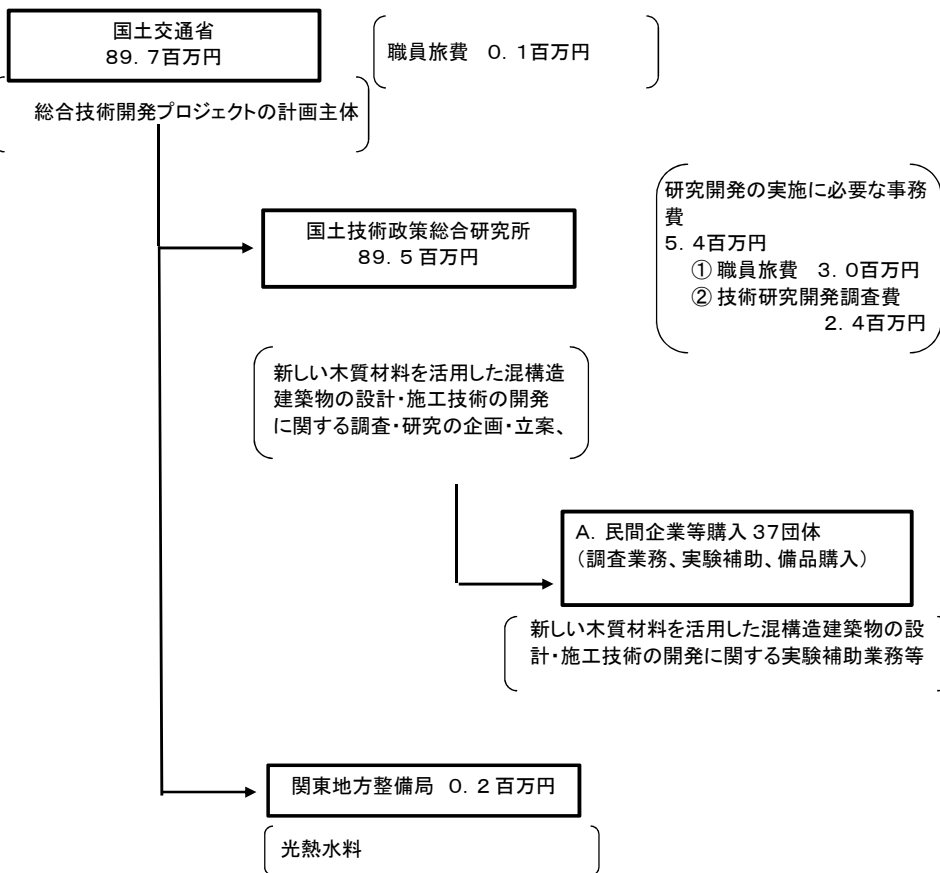 国土交通省
89．7百万円
職員旅費　０．１百万円
総合技術開発プロジェクトの計画主体
国土技術政策総合研究所
89．5百万円
研究開発の実施に必要な事務
費
５．４百万円
① 職員旅費　３．０百万円
② 技術研究開発調査費
２．４百万円
新しい木質材料を活用した混構造
建築物の設計・施工技術の開発
に関する調査・研究の企画・立案、
Ａ．民間企業等購入 37団体
（調査業務、実験補助、備品購入）
新しい木質材料を活用した混構造建築物の設
計・施工技術の開発に関する実験補助業務等
関東地方整備局　０．２百万円
光熱水料